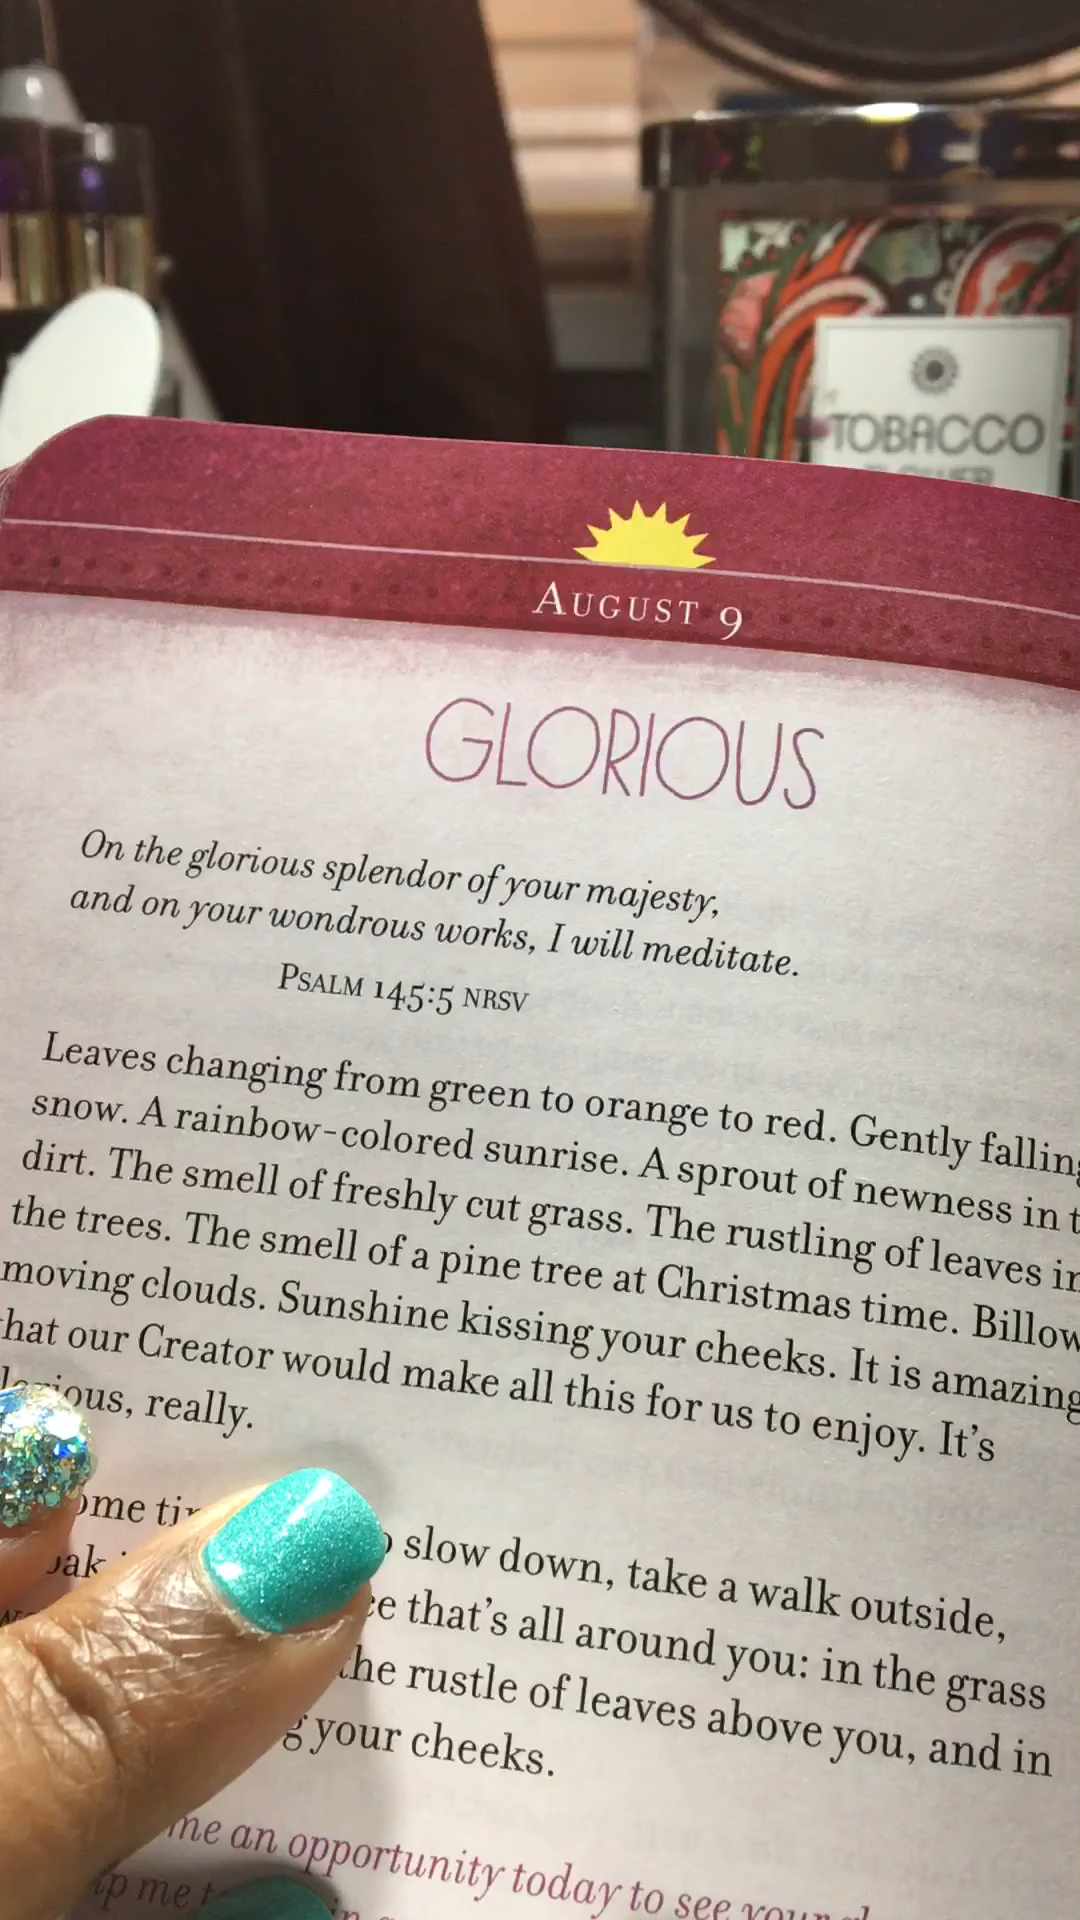 TOBACCO
AUGUST 9
GLORIOUS
On the glorious splendor of your majesty,
and on your wondrous works, I will meditate.
PSALM 145:5 NRSV
Leaves changing from green to orange to red. Gently falling
snow. A rainbow-colored sunrise. A sprout of newness in
dirt. The smell of freshly cut grass. The rustling of leaves in
the trees. The smell of a pine tree at Christmas time. Billow
moving clouds. Sunshine kissing your cheeks. It is amazing
that our Creator would make all this for us to enjoy. It's
really.
slow down, take a walk outside,
that's all around you: in the grass
the rustle of leaves above you, and in
your cheeks.
me an opportunity today to see your
me